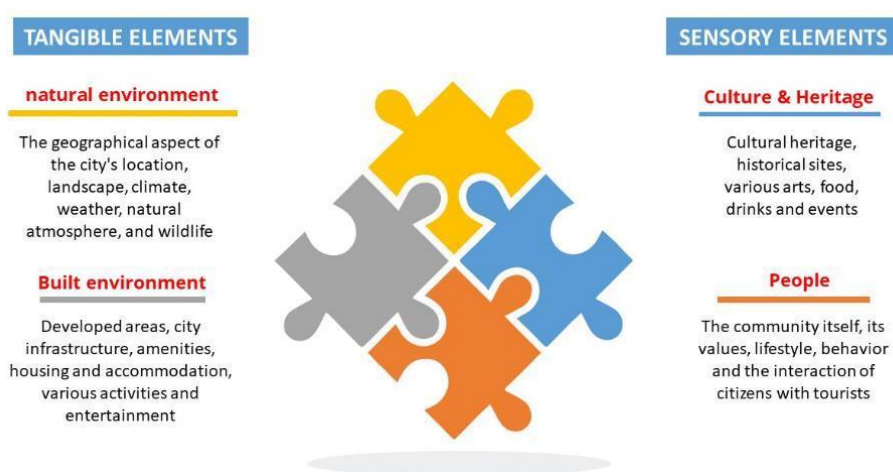 TANGIBLE ELEMENTS
natural environment
The geographical aspect of
the city's location,
landscape, climate,
weather, natural
atmosphere, and wildlife
Built environment
Developed areas, city
infrastructure, amenities,
housing and accommodation,
various activities and
entertainment
SENSORY ELEMENTS
Culture & Heritage
Cultural heritage,
historical sites,
various arts, food,
drinks and events
People
The community itself, its
values, lifestyle, behavior
and the interaction of
citizens with tourists